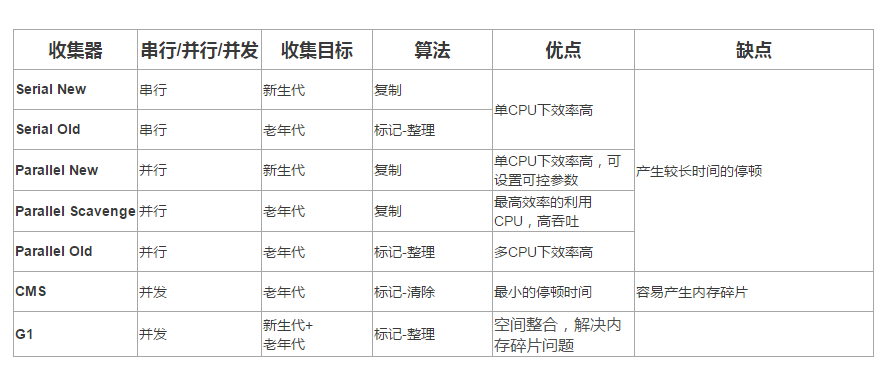 收集器 串行/并行/并发 收集目标 算法 优点 缺点
Serial New 串行 新生代 复制 单CPU下效率高 产生较长时间的停顿
Serial Old 串行 老年代 标记-整理
Parallel New 并行 新生代 复制 单CPU下效率高，可
设置可控参数
Parallel Scavenge 并行 老年代 复制 最高效率的利用
CPU，高吞吐
Parallel Old 并行 老年代 标记-整理 多CPU下效率高
CMS 并发 老年代 标记-清除 最小的停顿时间 容易产生内存碎片
G1 并发 新生代+
老年代 标记-整理 空间整合，解决内
存碎片问题